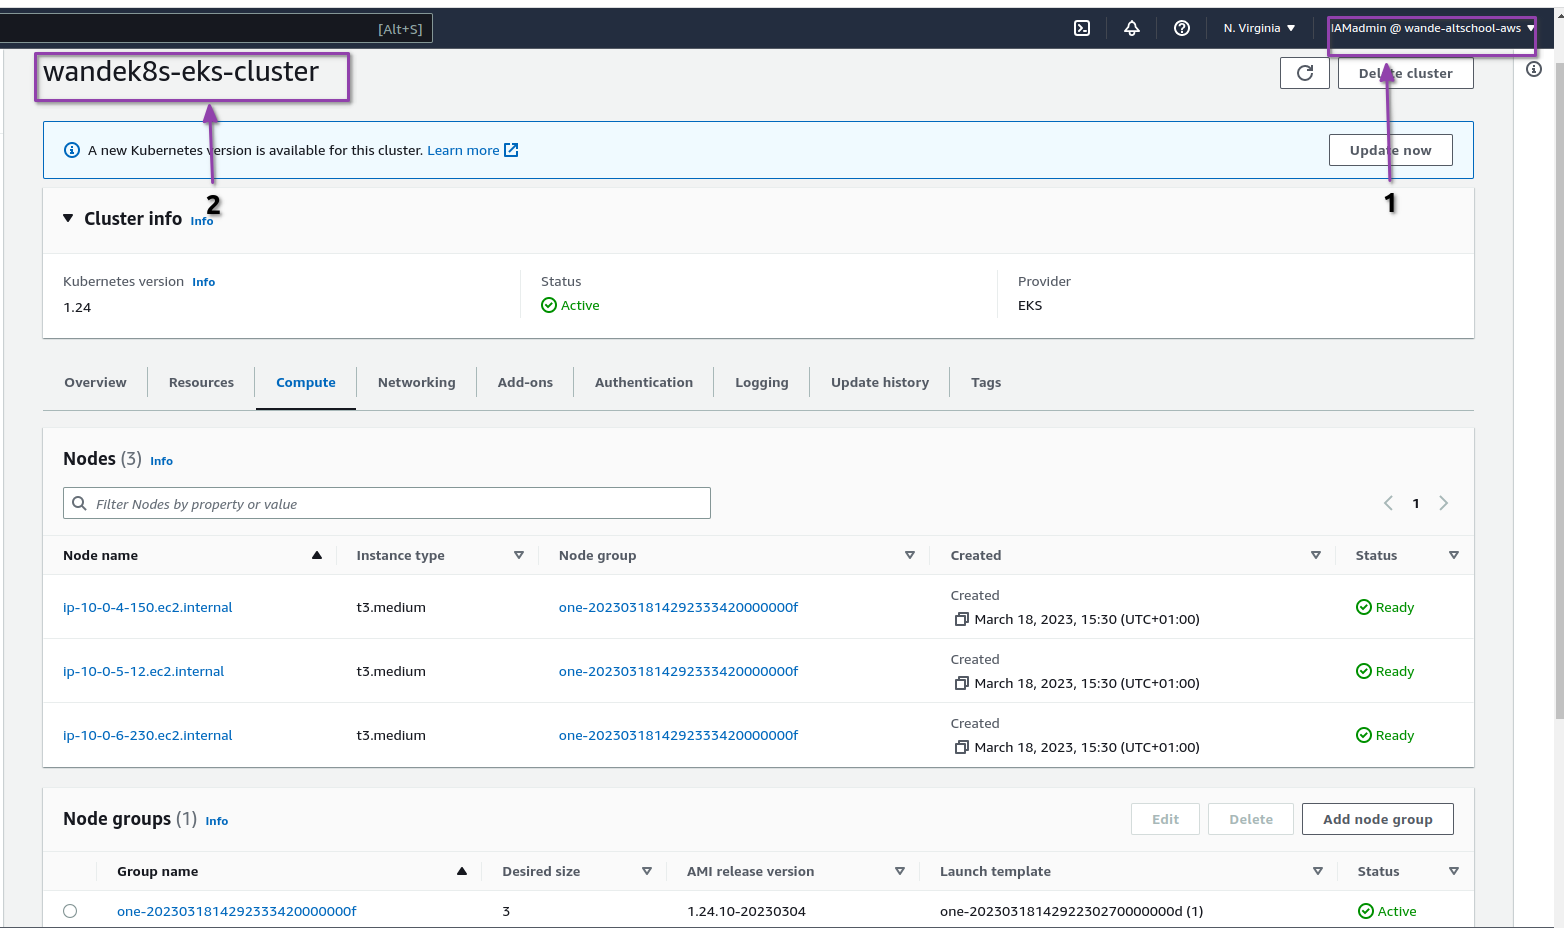 [Alt+S]
N. Virginia
IAMadmin @ wande-altschool-aws
wandek8s-eks-cluster
Delete cluster
A new Kubernetes version is available for this cluster. Learn more
Update now
2
1
Cluster info Info
Kubernetes version Info
Status
Provider
1.24
Active
EKS
Overview Resources Compute Networking Add-ons Authentication Logging Update history Tags
Nodes (3) Info
Filter Nodes by property or value
1
Node name Instance type Node group Created Status
Created
ip-10-0-4-150.ec2.internal t3.medium one-2023031814292333420000000f March 18, 2023, 15:30 (UTC+01:00) Ready
Created
ip-10-0-5-12.ec2.internal t3.medium one-2023031814292333420000000f March 18, 2023, 15:30 (UTC+01:00) Ready
Created
ip-10-0-6-230.ec2.internal t3.medium one-2023031814292333420000000f March 18, 2023, 15:30 (UTC+01:00) Ready
Node groups (1) Info
Edit Delete Add node group
Group name Desired size AMI release version Launch template Status
one-2023031814292333420000000f 3 1.24.10-20230304 one-20230318142922302700000000d (1) Active